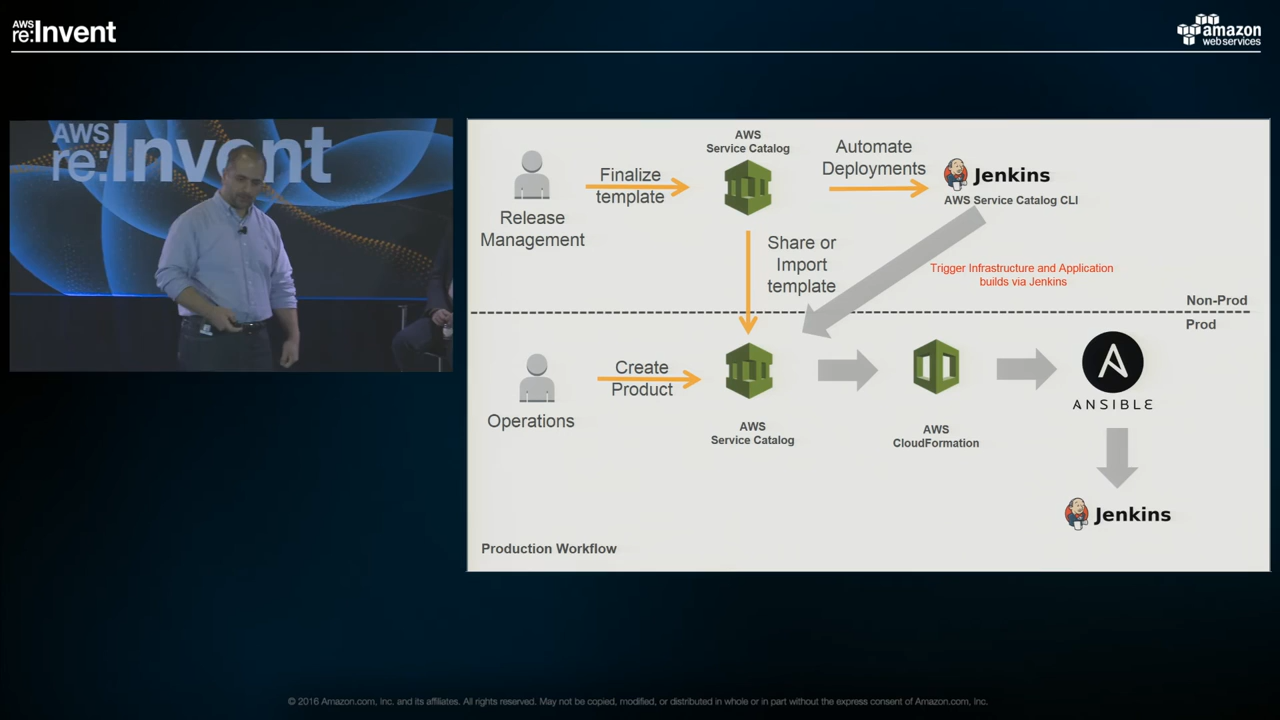 AWS
re:Invent
amazon
web services
AWS
re:Invent
AWS
Service Catalog
Automate
Deployments
Finalize
template
Jenkins
AWS Service Catalog CLI
Release
Management
Share or
Import
template
Trigger Infrastructure and Application
builds via Jenkins
Non-Prod
Prod
Create
Product
Operations
AWS
Service Catalog
AWS
CloudFormation
A
ANSIBLE
Jenkins
Production Workflow
© 2016 Amazon.com, Inc. and its affiliates. All rights reserved. May not be copied, modified, or distributed in whole or in part without the express consent of Amazon.com, Inc.